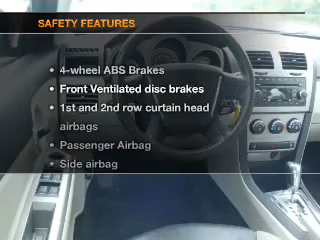 SAFETY FEATURES
• 4-wheel ABS Brakes
• Front Ventilated disc brakes
• 1st and 2nd row curtain head
airbags
• Passenger Airbag
• Side airbag